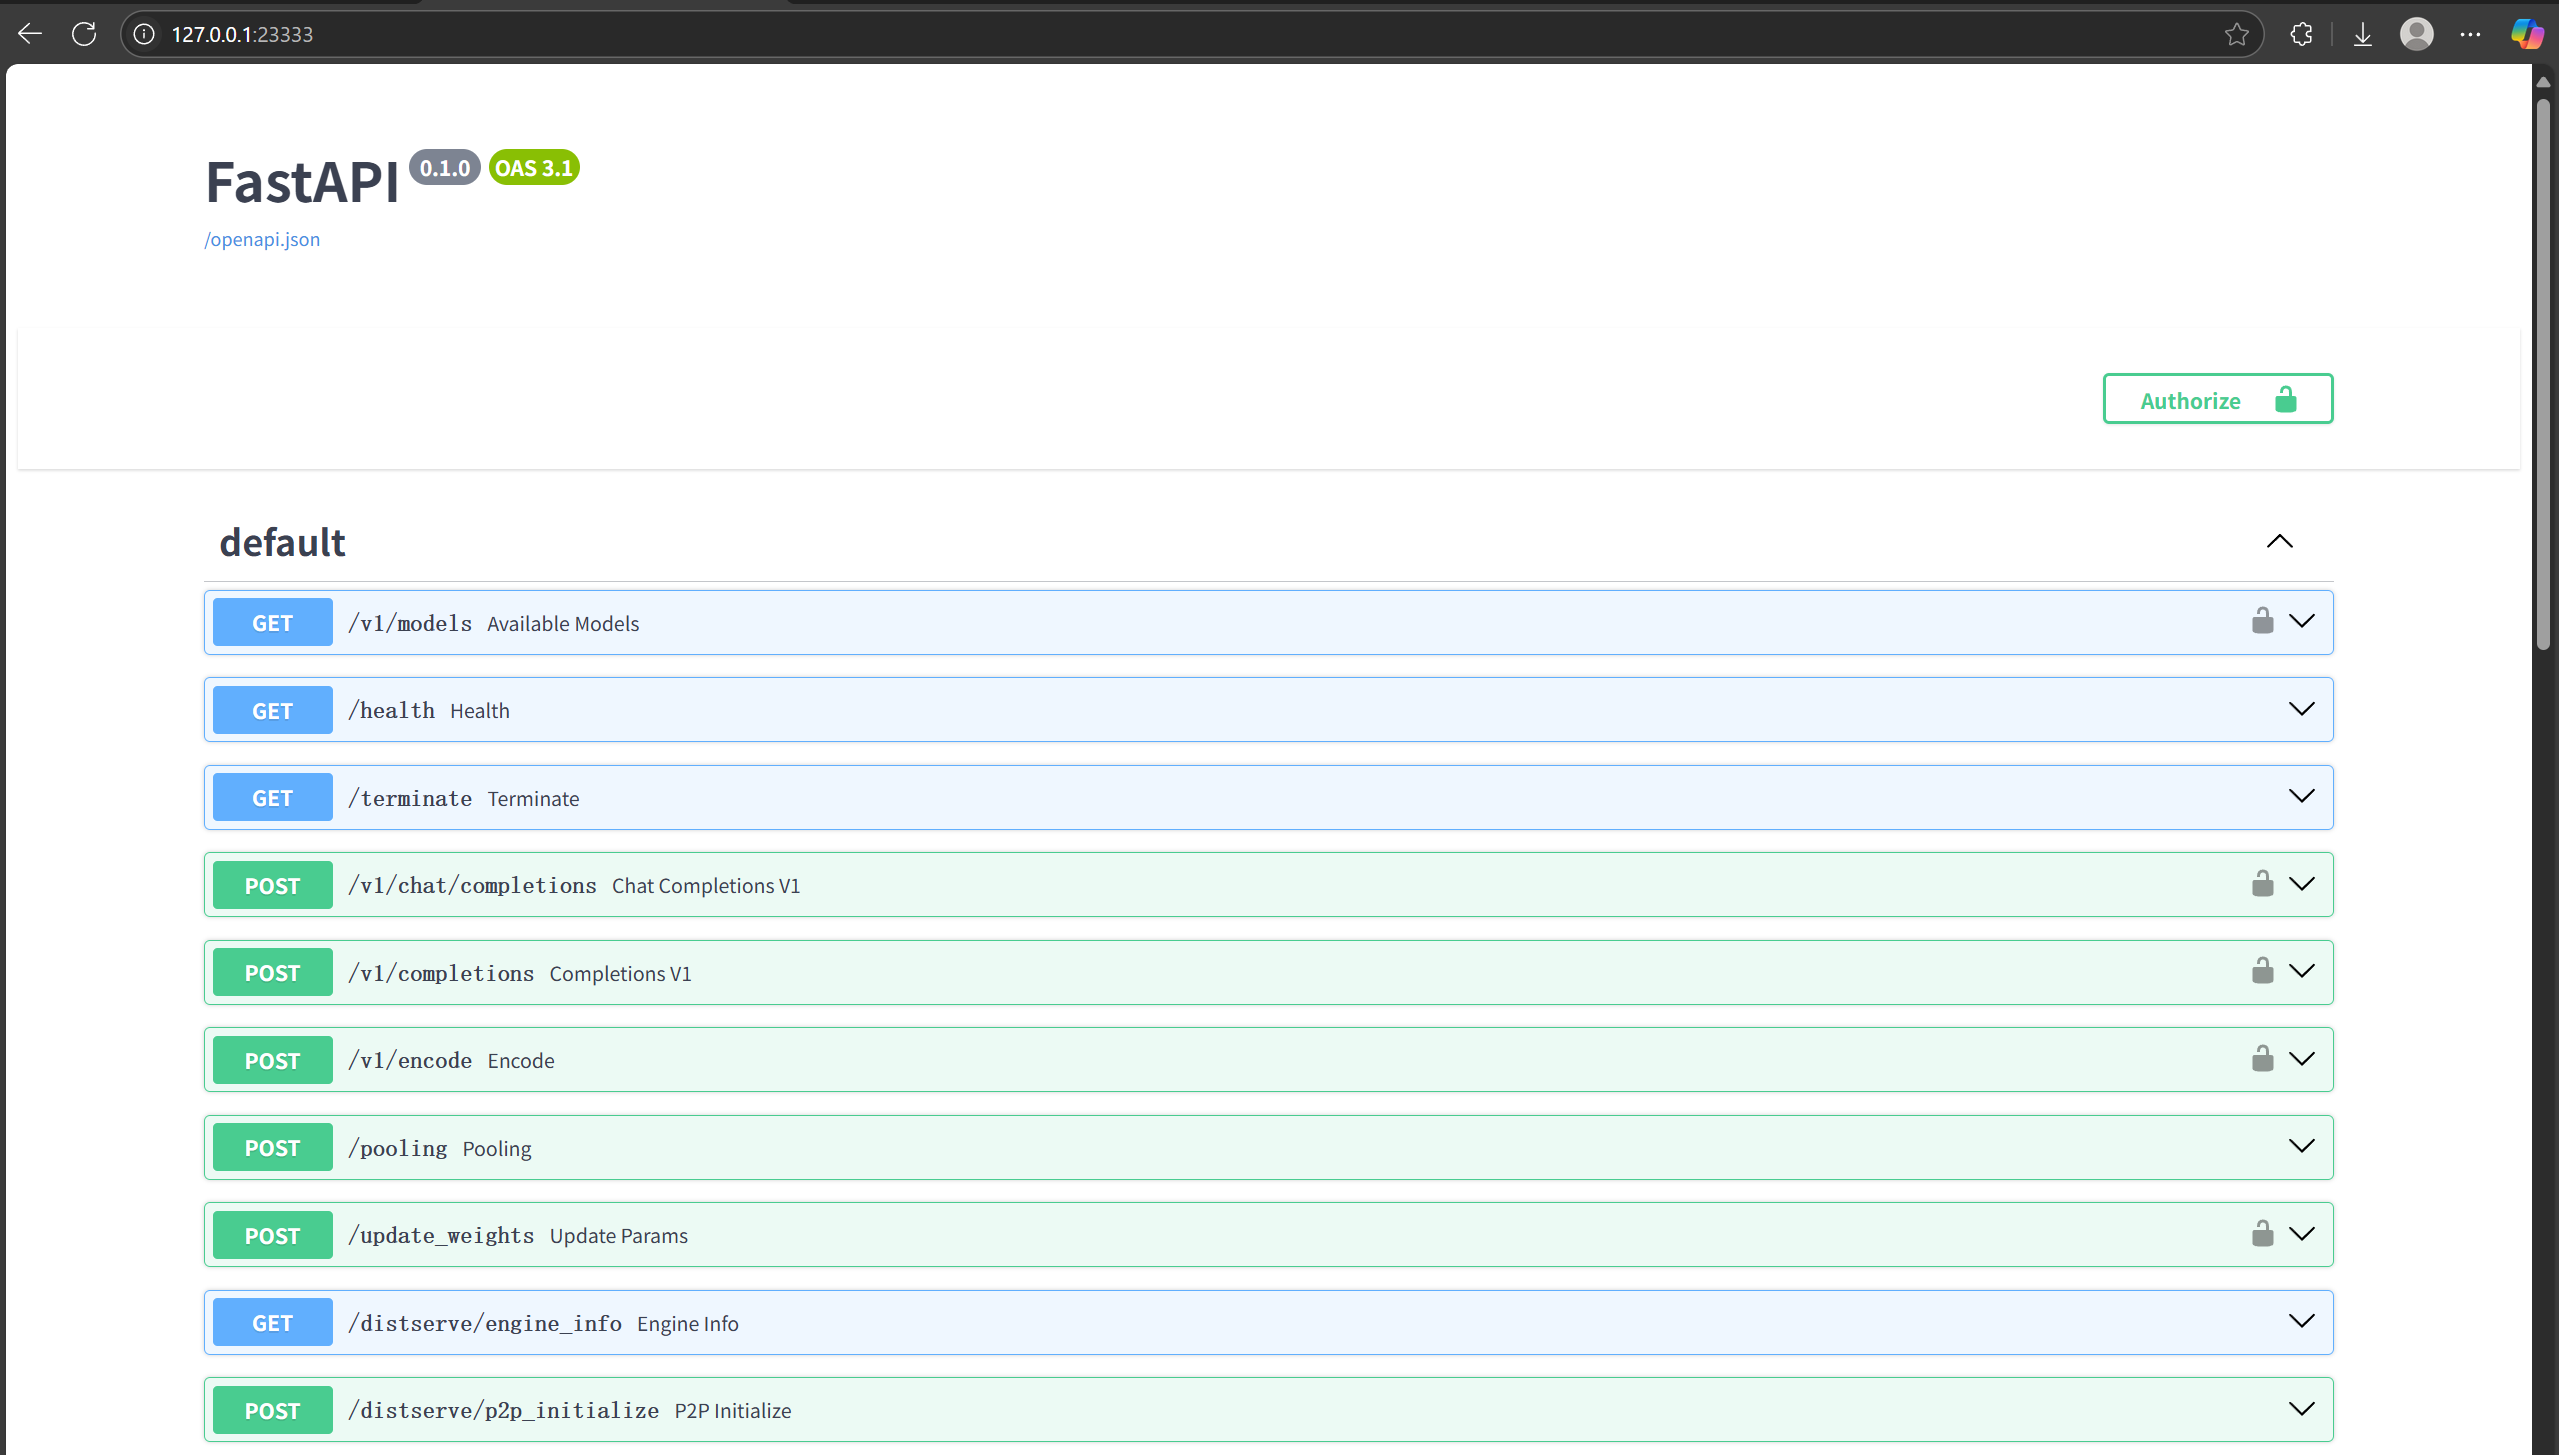 127.0.0.1:23333
FastAPI 0.1.0 OAS 3.1
/openapi.json
Authorize
default
GET /v1/models Available Models
GET /health Health
GET /terminate Terminate
POST /v1/chat/completions Chat Completions V1
POST /v1/completions Completions V1
POST /v1/encode Encode
POST /pooling Pooling
POST /update_weights Update Params
GET /distserve/engine_info Engine Info
POST /distserve/p2p_initialize P2P Initialize